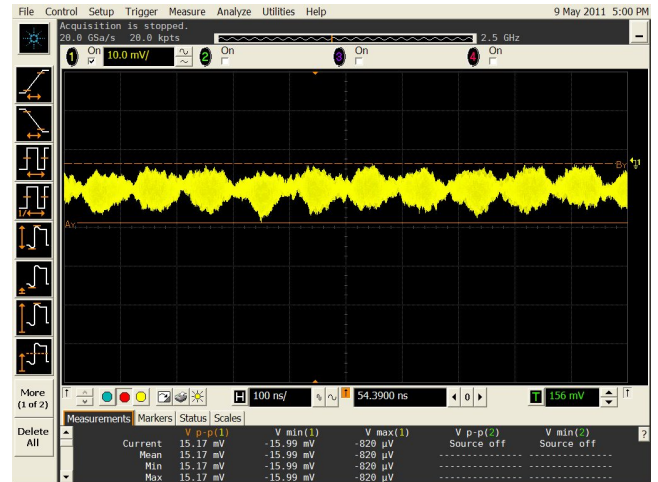 File Control Setup Trigger Measure Analyze Utilities Help 9 May 2011 5:00 PM
Acquisition is stopped.
20.0 GSa/s 20.0 kpts 2.5 GHz
1 On 10.0 mV/ 2 On 3 On 4 On
By
Ay
1/
More
(1 of 2)
Delete
All
H 100 ns/ 54.3900 ns 0 T 156 mV
Measurements Markers Status Scales
V p-p(1) V min(1) V max(1) V p-p(2) V min(2)
Current 15.17 mV -15.99 mV -820 µV Source off Source off
Mean 15.17 mV -15.99 mV -820 µV --------------- ---------------
Min 15.17 mV -15.99 mV -820 µV --------------- ---------------
Max 15.17 mV -15.99 mV -820 µV --------------- ---------------
?